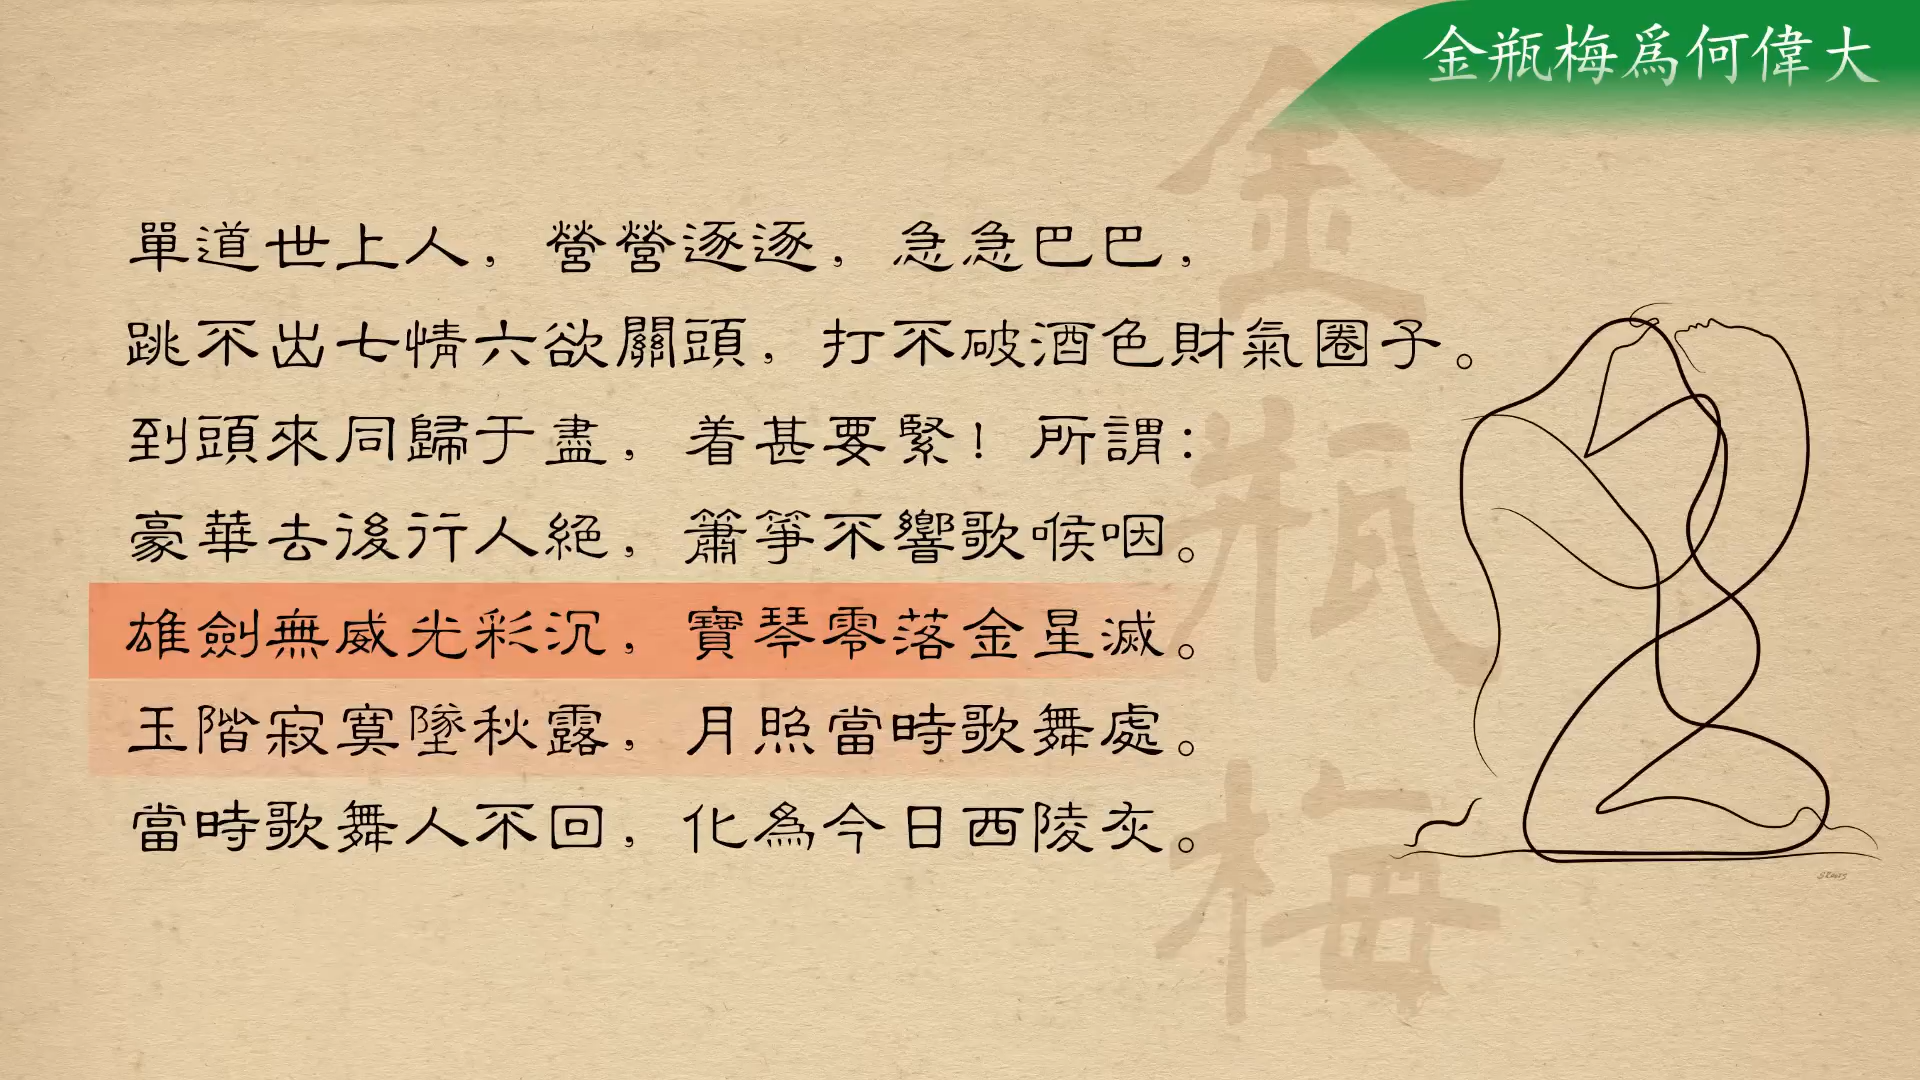 金瓶梅爲何偉大
金瓶梅
單道世上人，營營逐逐，急急巴巴，
跳不出七情六欲關頭，打不破酒色財氣圈子。
到頭來同歸于盡，着甚要緊！所謂：
豪華去後行人絕，簫箏不響歌喉咽。
雄劍無威光彩沉，寶琴零落金星滅。
玉階寂寞墜秋露，月照當時歌舞處。
當時歌舞人不回，化為今日西陵灰。